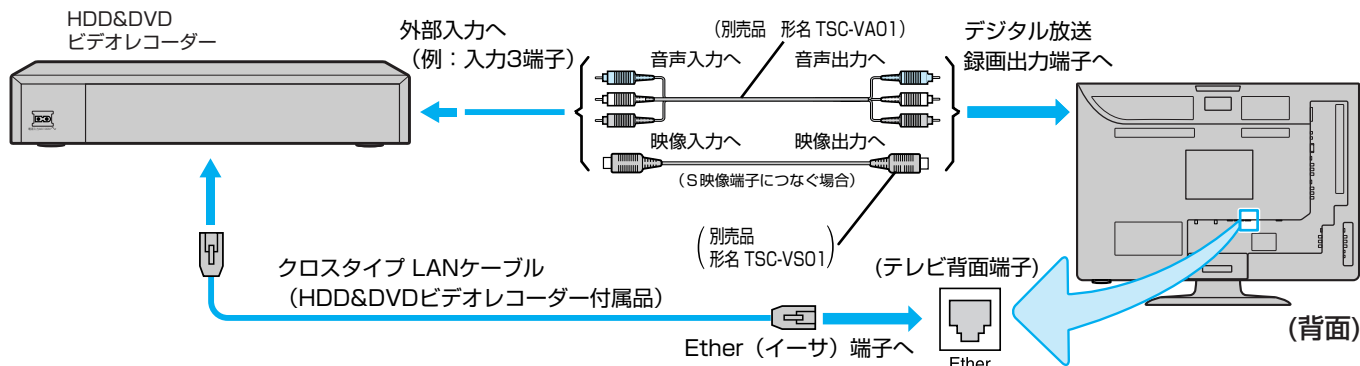 HDD&DVD
ビデオレコーダー
外部入力へ
（例：入力3端子）
（別売品　形名 TSC-VA01）
音声入力へ
音声出力へ
映像入力へ
映像出力へ
（S映像端子につなぐ場合）
別売品
形名 TSC-VS01
デジタル放送
録画出力端子へ
クロスタイプ LANケーブル
（HDD&DVDビデオレコーダー付属品）
Ether（イーサ）端子へ
(テレビ背面端子)
Ether
(背面)